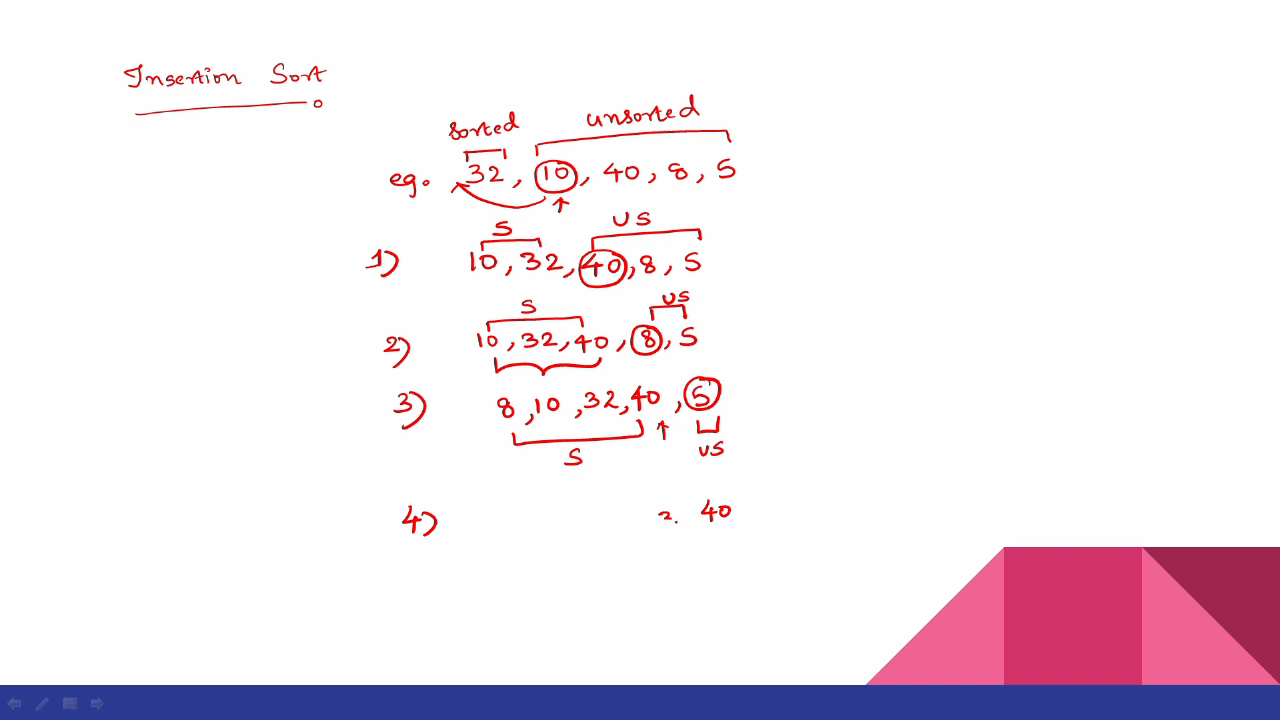 Insertion Sort
sorted unsorted
eg. 32, 10, 40, 8, 5
S US
1) 10, 32, 40, 8, 5
S US
2) 10, 32, 40, 8, 5
3) 8, 10, 32, 40, 5
S US
4) 40